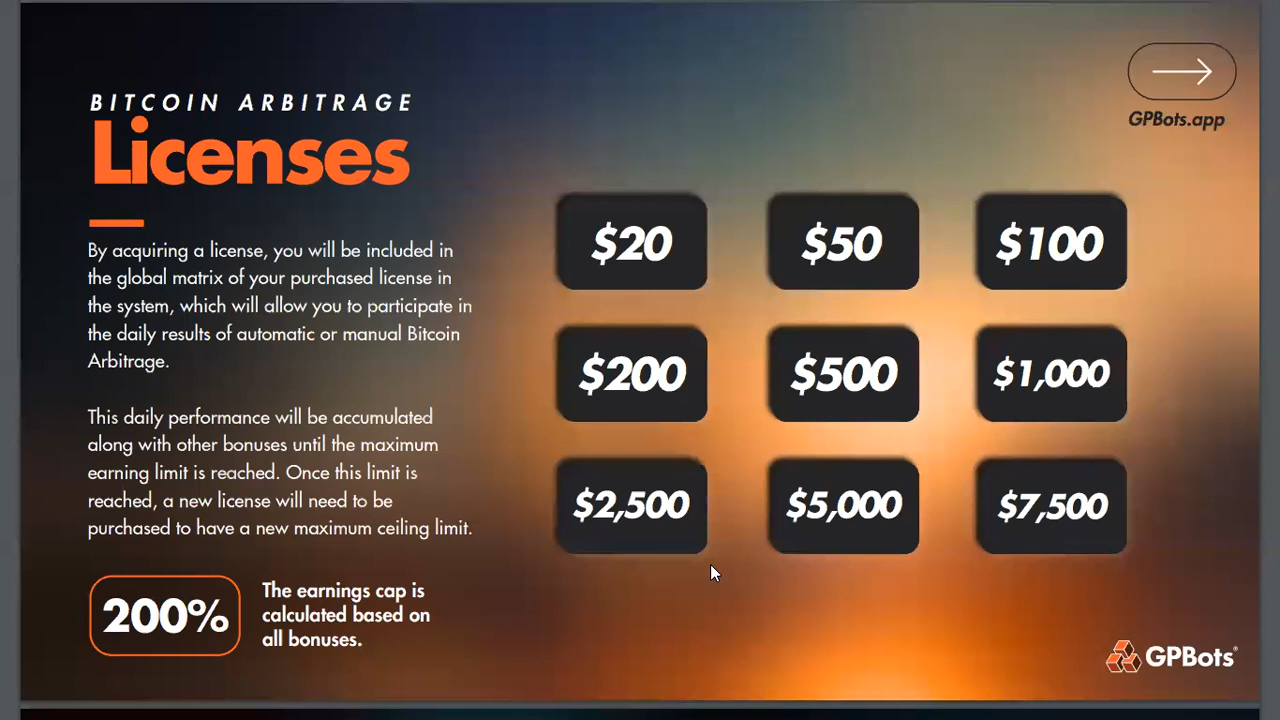 BITCOIN ARBITRAGE
Licenses
GPBots.app
By acquiring a license, you will be included in
the global matrix of your purchased license in
the system, which will allow you to participate in
the daily results of automatic or manual Bitcoin
Arbitrage.
This daily performance will be accumulated
along with other bonuses until the maximum
earning limit is reached. Once this limit is
reached, a new license will need to be
purchased to have a new maximum ceiling limit.
200%
The earnings cap is
calculated based on
all bonuses.
$20 $50 $100
$200 $500 $1,000
$2,500 $5,000 $7,500
GPBots®